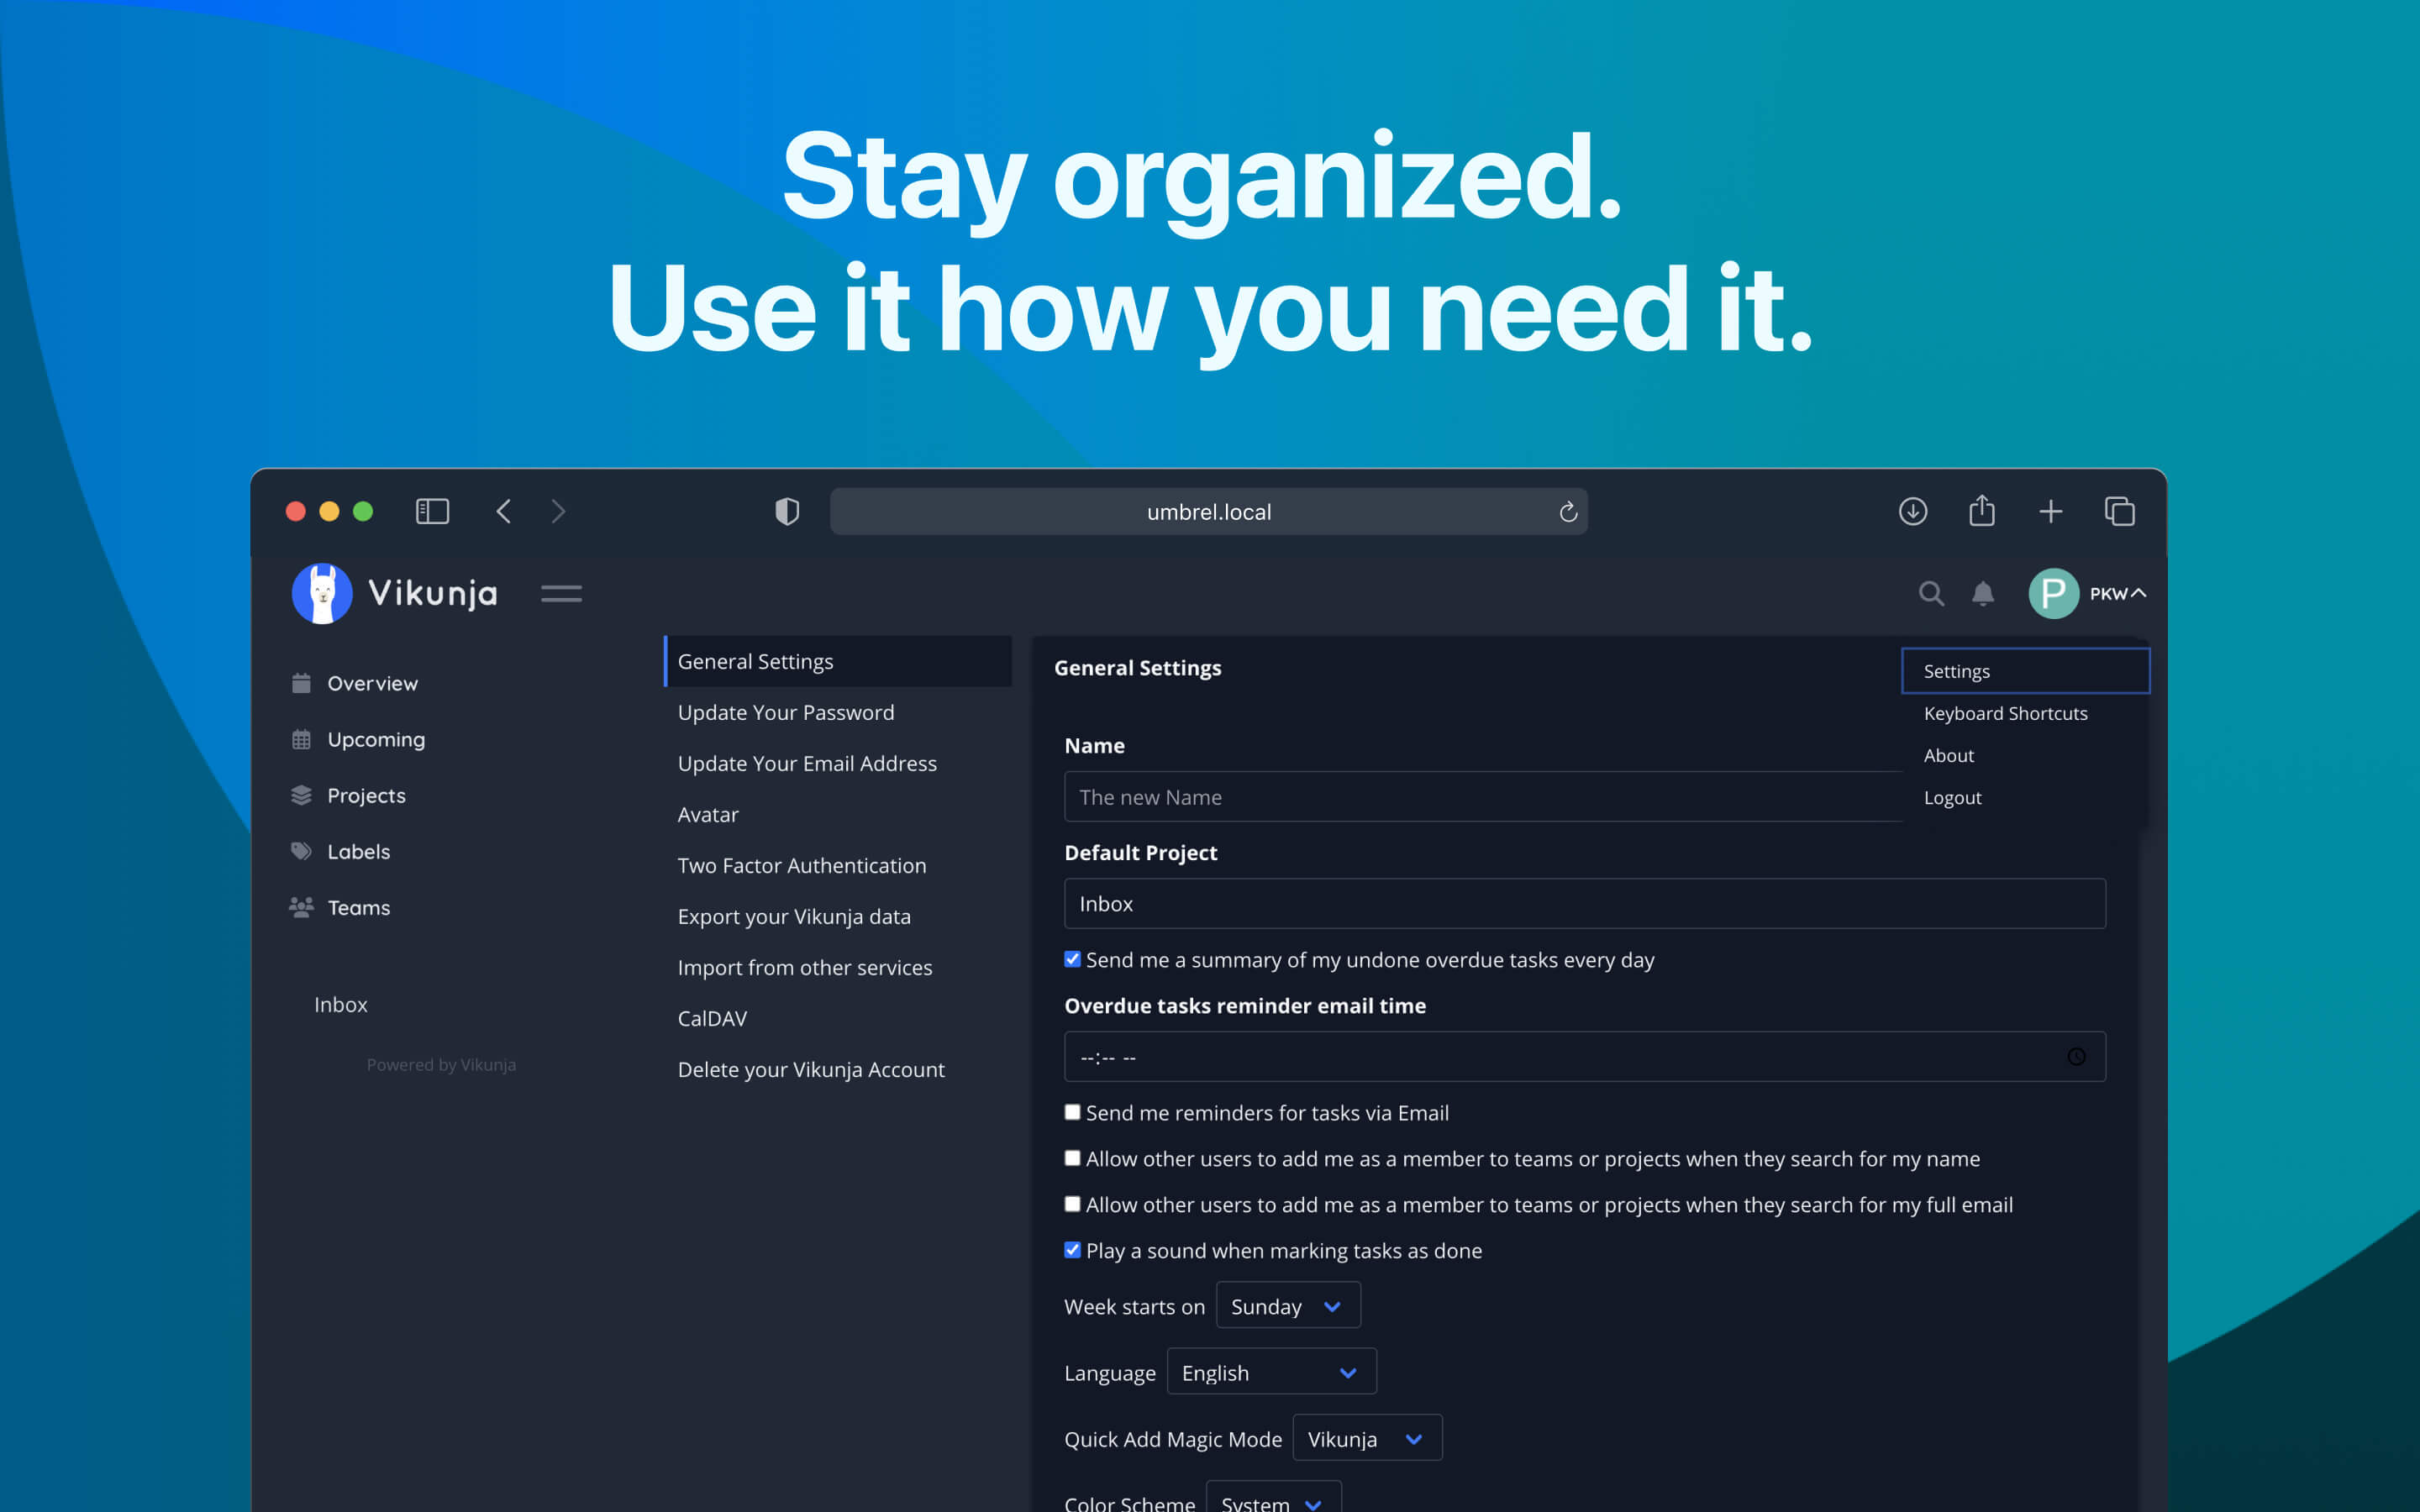 Stay organized.
Use it how you need it.
umbrel.local
Vikunja
P
PKW
Overview
Upcoming
Projects
Labels
Teams
Inbox
Powered by Vikunja
General Settings
Update Your Password
Update Your Email Address
Avatar
Two Factor Authentication
Export your Vikunja data
Import from other services
CalDAV
Delete your Vikunja Account
General Settings
Settings
Keyboard Shortcuts
About
Logout
Name
The new Name
Default Project
Inbox
Send me a summary of my undone overdue tasks every day
Overdue tasks reminder email time
--:-- --
Send me reminders for tasks via Email
Allow other users to add me as a member to teams or projects when they search for my name
Allow other users to add me as a member to teams or projects when they search for my full email
Play a sound when marking tasks as done
Week starts on Sunday
Language English
Quick Add Magic Mode Vikunja
Color Scheme System